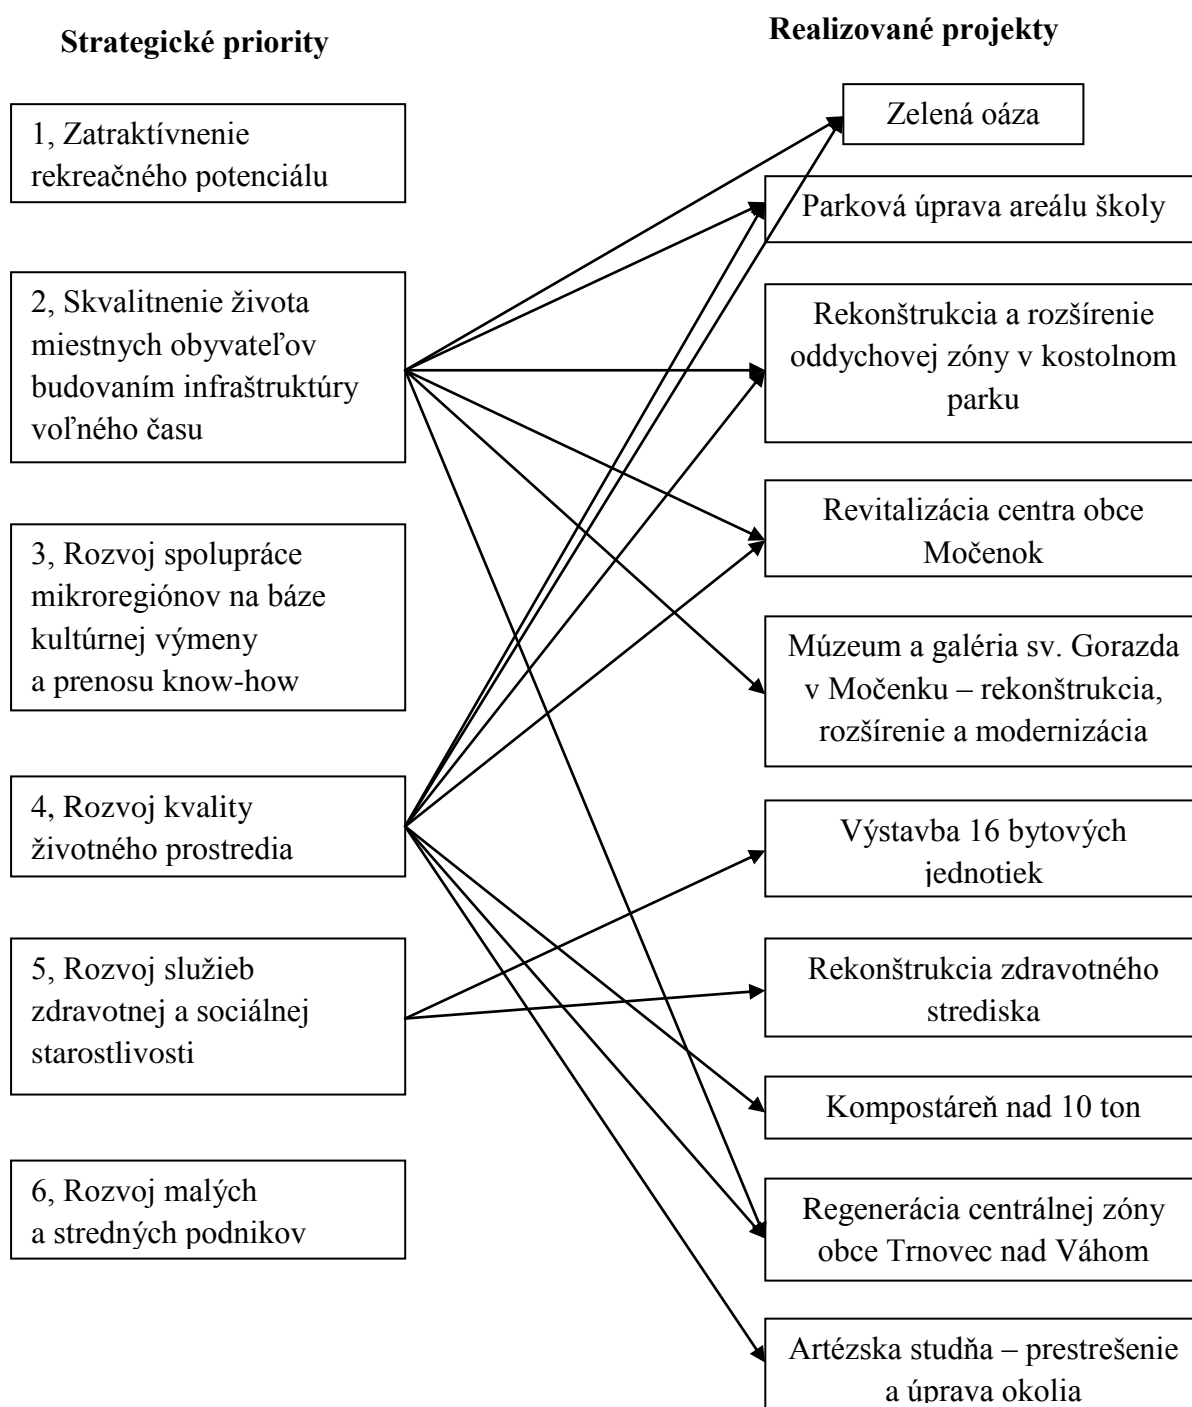 Strategické priority
1, Zatraktívnenie
rekreačného potenciálu
2, Skvalitnenie života
miestnych obyvateľov
budovaním infraštruktúry
voľného času
3, Rozvoj spolupráce
mikroregiónov na báze
kultúrnej výmeny
a prenosu know-how
4, Rozvoj kvality
životného prostredia
5, Rozvoj služieb
zdravotnej a sociálnej
starostlivosti
6, Rozvoj malých
a stredných podnikov
Realizované projekty
Zelená oáza
Parková úprava areálu školy
Rekonštrukcia a rozšírenie
oddychovej zóny v kostolnom
parku
Revitalizácia centra obce
Močenok
Múzeum a galéria sv. Gorazda
v Močenku – rekonštrukcia,
rozšírenie a modernizácia
Výstavba 16 bytových
jednotiek
Rekonštrukcia zdravotného
strediska
Kompostáreň nad 10 ton
Regenerácia centrálnej zóny
obce Trnovec nad Váhom
Artézska studňa – prestrešenie
a úprava okolia